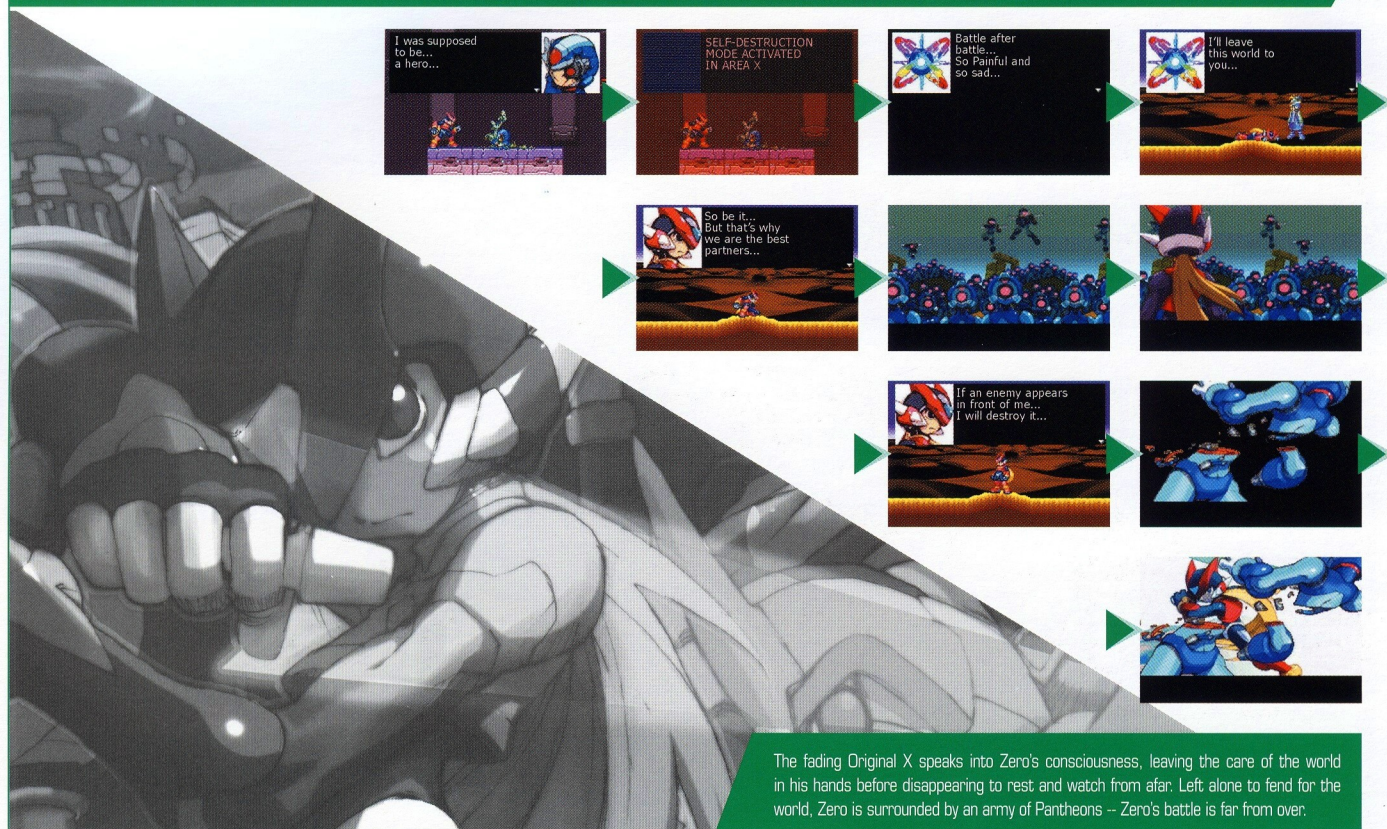 I was supposed
to be...
a hero...
SELF-DESTRUCTION
MODE ACTIVATED
IN AREA X
Battle after
battle...
So Painful and
so sad...
I'll leave
this world to
you...
So be it...
But that's why
we are the best
partners...
If an enemy appears
in front of me...
I will destroy it...
The fading Original X speaks into Zero's consciousness, leaving the care of the world
in his hands before disappearing to rest and watch from afar. Left alone to fend for the
world, Zero is surrounded by an army of Pantheons -- Zero's battle is far from over.